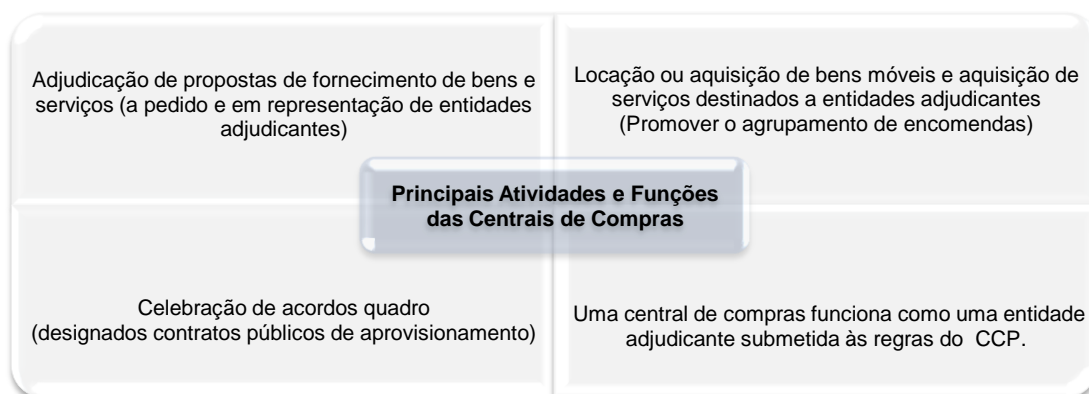 Adjudicação de propostas de fornecimento de bens e
serviços (a pedido e em representação de entidades
adjudicantes)
Locação ou aquisição de bens móveis e aquisição de
serviços destinados a entidades adjudicantes
(Promover o agrupamento de encomendas)
Principais Atividades e Funções
das Centrais de Compras
Celebração de acordos quadro
(designados contratos públicos de aprovisionamento)
Uma central de compras funciona como uma entidade
adjudicante submetida às regras do CCP.